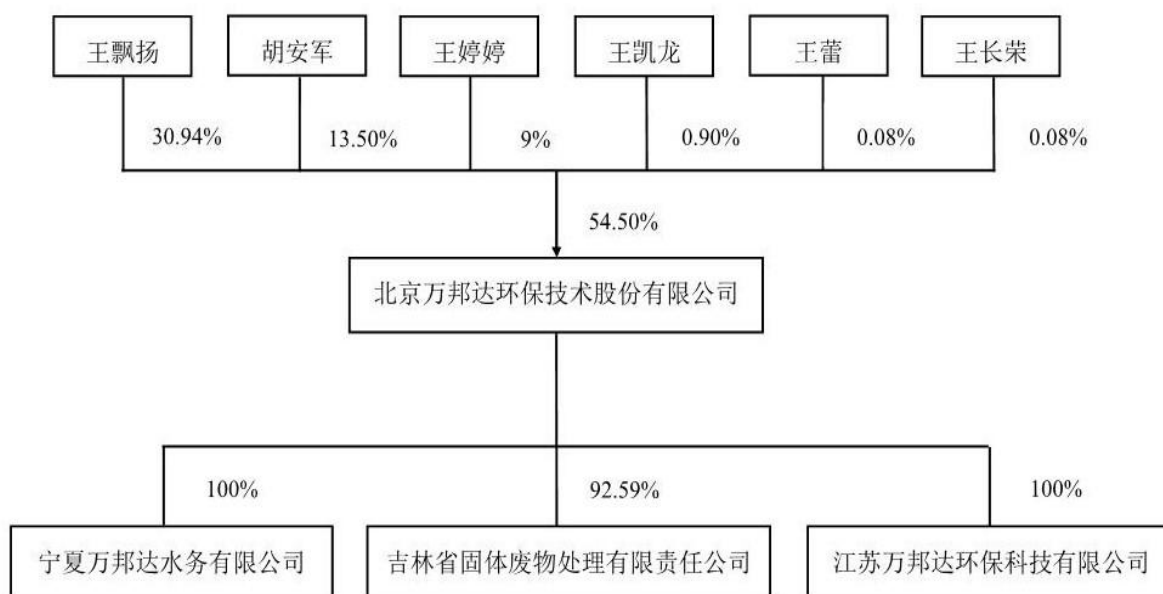 王飘扬
胡安军
王婷婷
王凯龙
王蕾
王长荣
30.94%
13.50%
9%
0.90%
0.08%
0.08%
54.50%
北京万邦达环保技术股份有限公司
100%
92.59%
100%
宁夏万邦达水务有限公司
吉林省固体废物处理有限责任公司
江苏万邦达环保科技有限公司